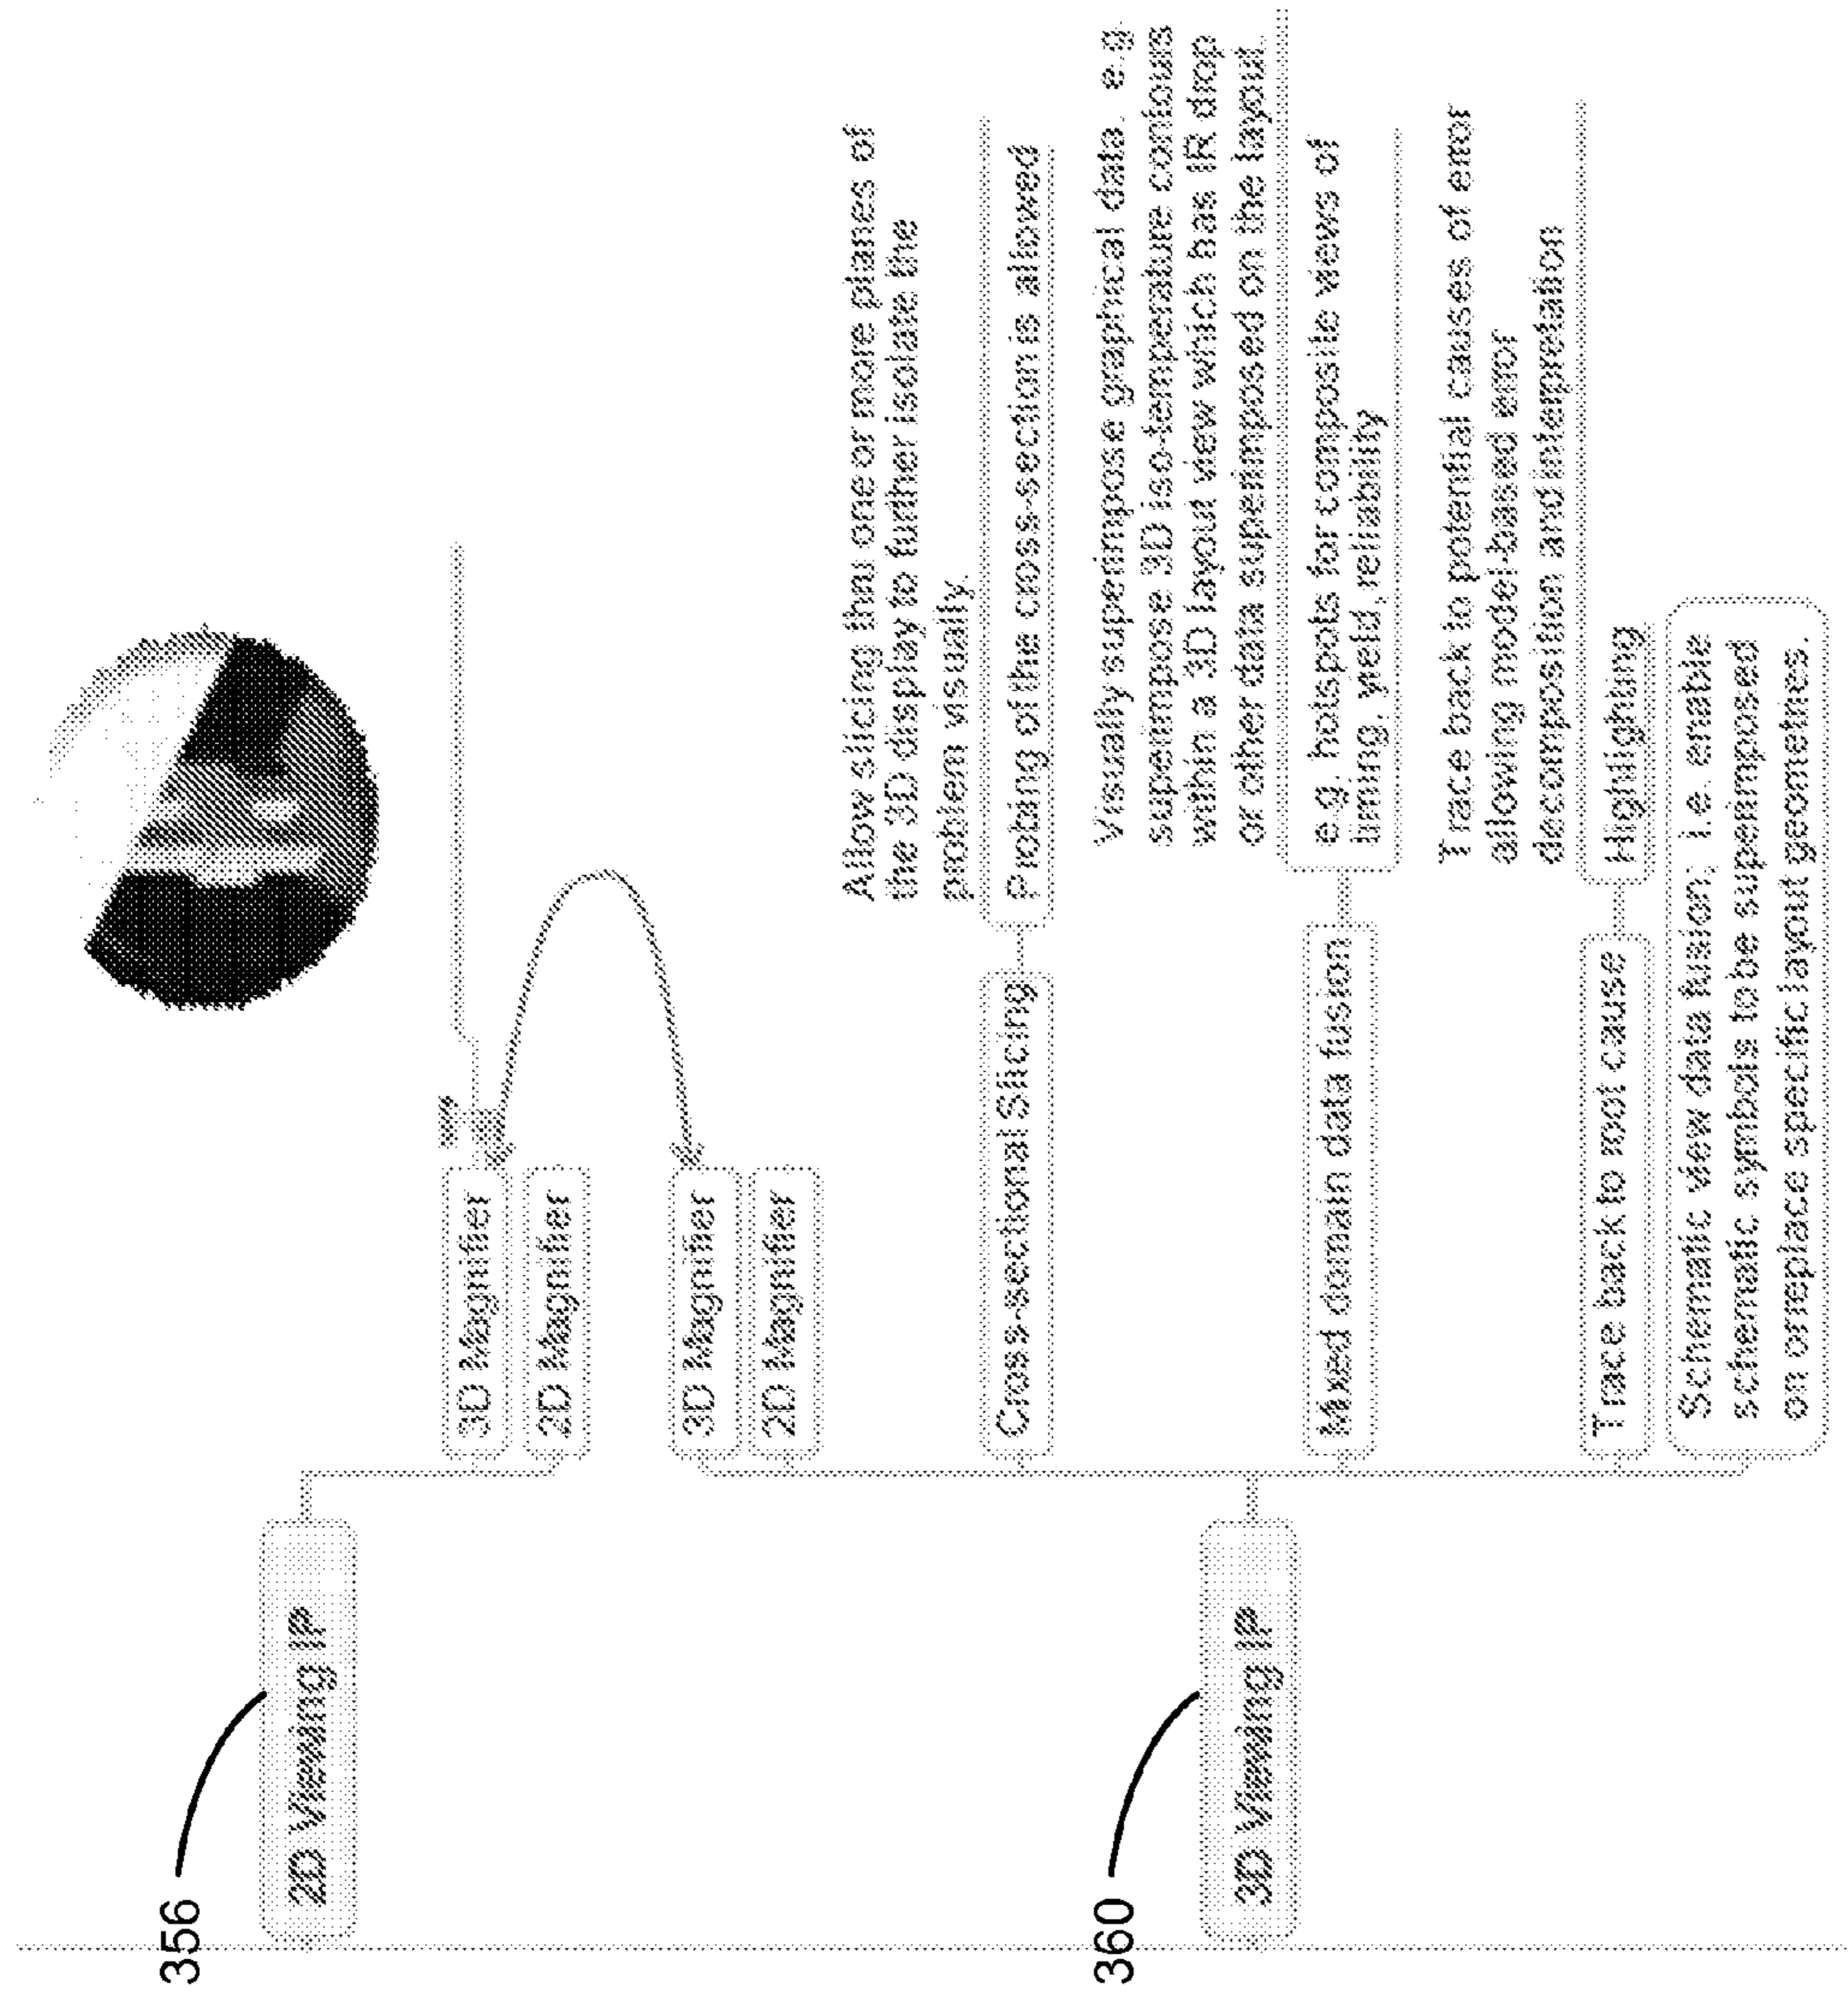 356
2D Viewing IP
3D Magnifier
2D Magnifier
360
3D Viewing IP
3D Magnifier
2D Magnifier
Cross-sectional Slicing
Allow slicing thru one or more planes of
the 3D display to further isolate the
problem visually.
Probing of the cross-section is allowed
Mixed domain data fusion
Visually superimpose graphical data. e.g.
superimpose 3D iso-temperature contours
within a 3D layout view which has IR drop
or other data superimposed on the layout.
e.g. hotspots for composite views of
timing, yield, reliability
Trace back to root cause
Trace back to potential causes of error
allowing model-based error
decomposition and interpretation
Highlighting
Schematic view data fusion; i.e. enable
schematic symbols to be superimposed
on or replace specific layout geometries.